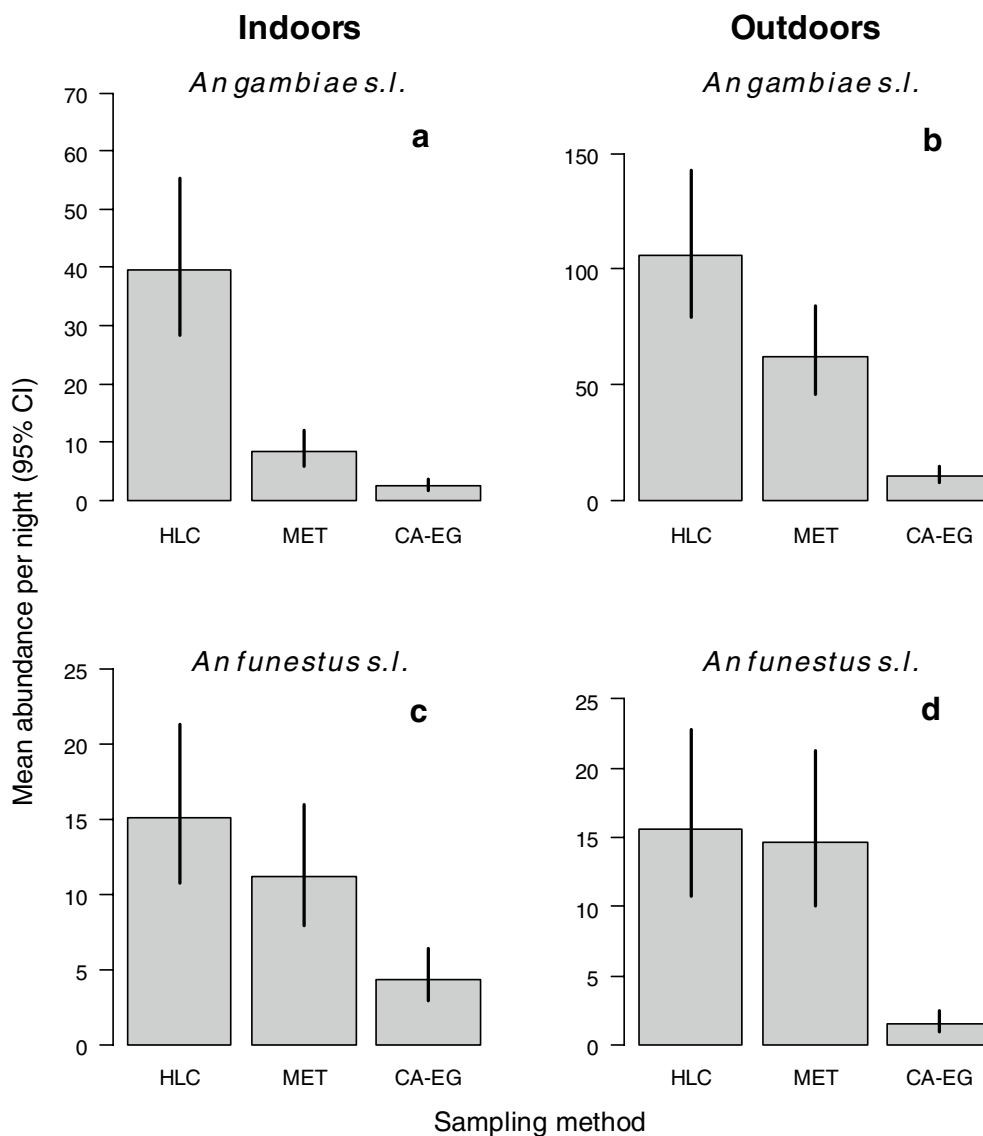 Indoors
Outdoors
An gambiae s.l.
An gambiae s.l.
a
b
70
60
50
40
30
20
10
0
150
100
50
0
HLC
MET
CA-EG
HLC
MET
CA-EG
Mean abundance per night (95% CI)
An funestus s.l.
An funestus s.l.
c
d
25
20
15
10
5
0
25
20
15
10
5
0
HLC
MET
CA-EG
HLC
MET
CA-EG
Sampling method